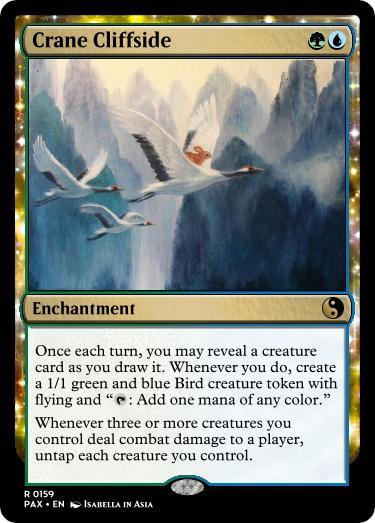 Crane Cliffside
Enchantment
Once each turn, you may reveal a creature
card as you draw it. Whenever you do, create
a 1/1 green and blue Bird creature token with
flying and “: Add one mana of any color.”
Whenever three or more creatures you
control deal combat damage to a player,
untap each creature you control.
R 0159
PAX • EN Isabella in Asia